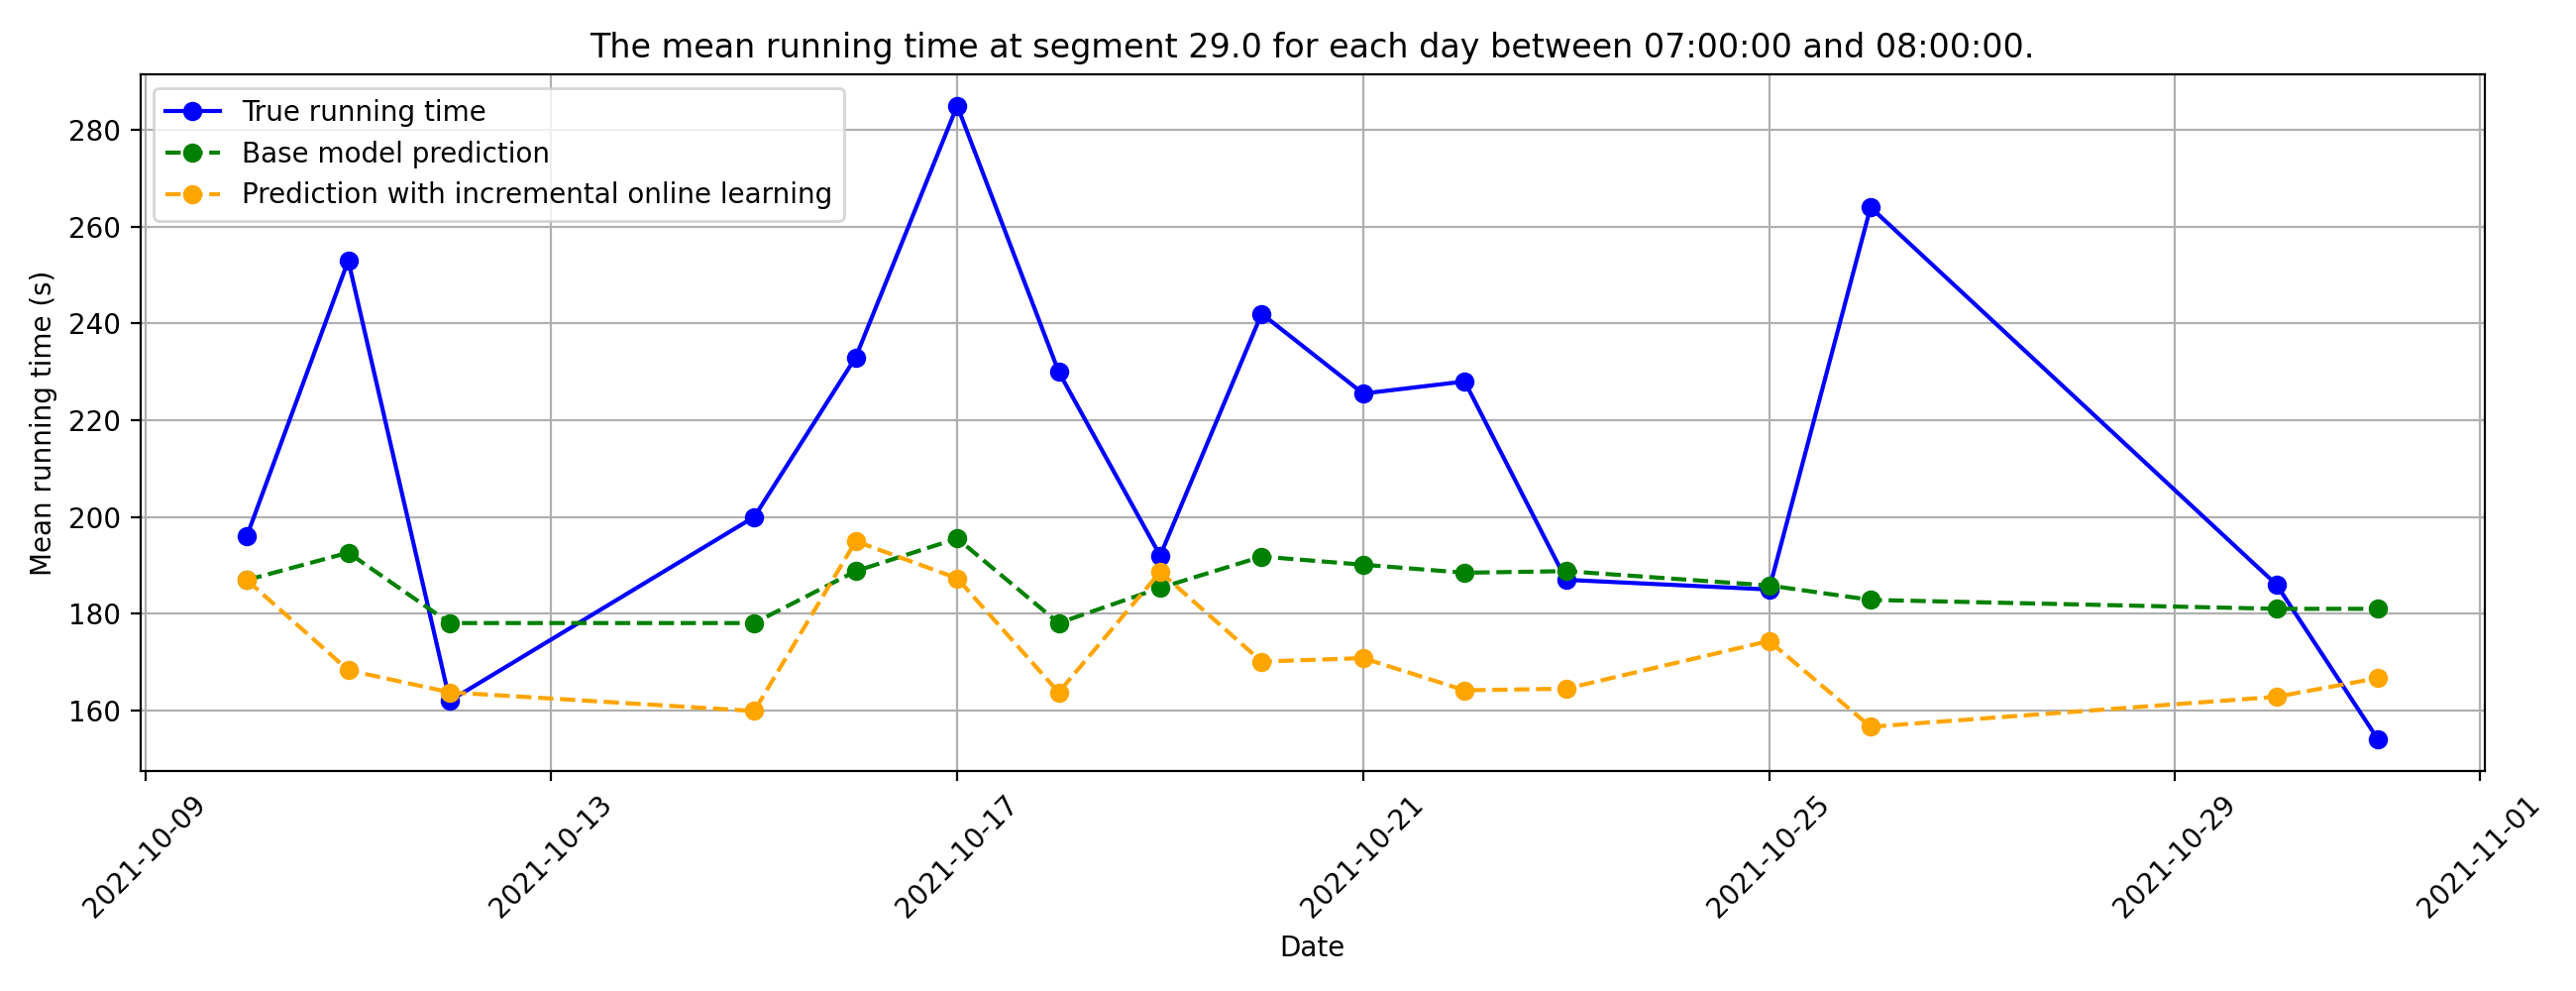 The mean running time at segment 29.0 for each day between 07:00:00 and 08:00:00.
True running time
Base model prediction
Prediction with incremental online learning
Mean running time (s)
280
260
240
220
200
180
160
2021-10-09
2021-10-13
2021-10-17
2021-10-21
2021-10-25
2021-10-29
2021-11-01
Date